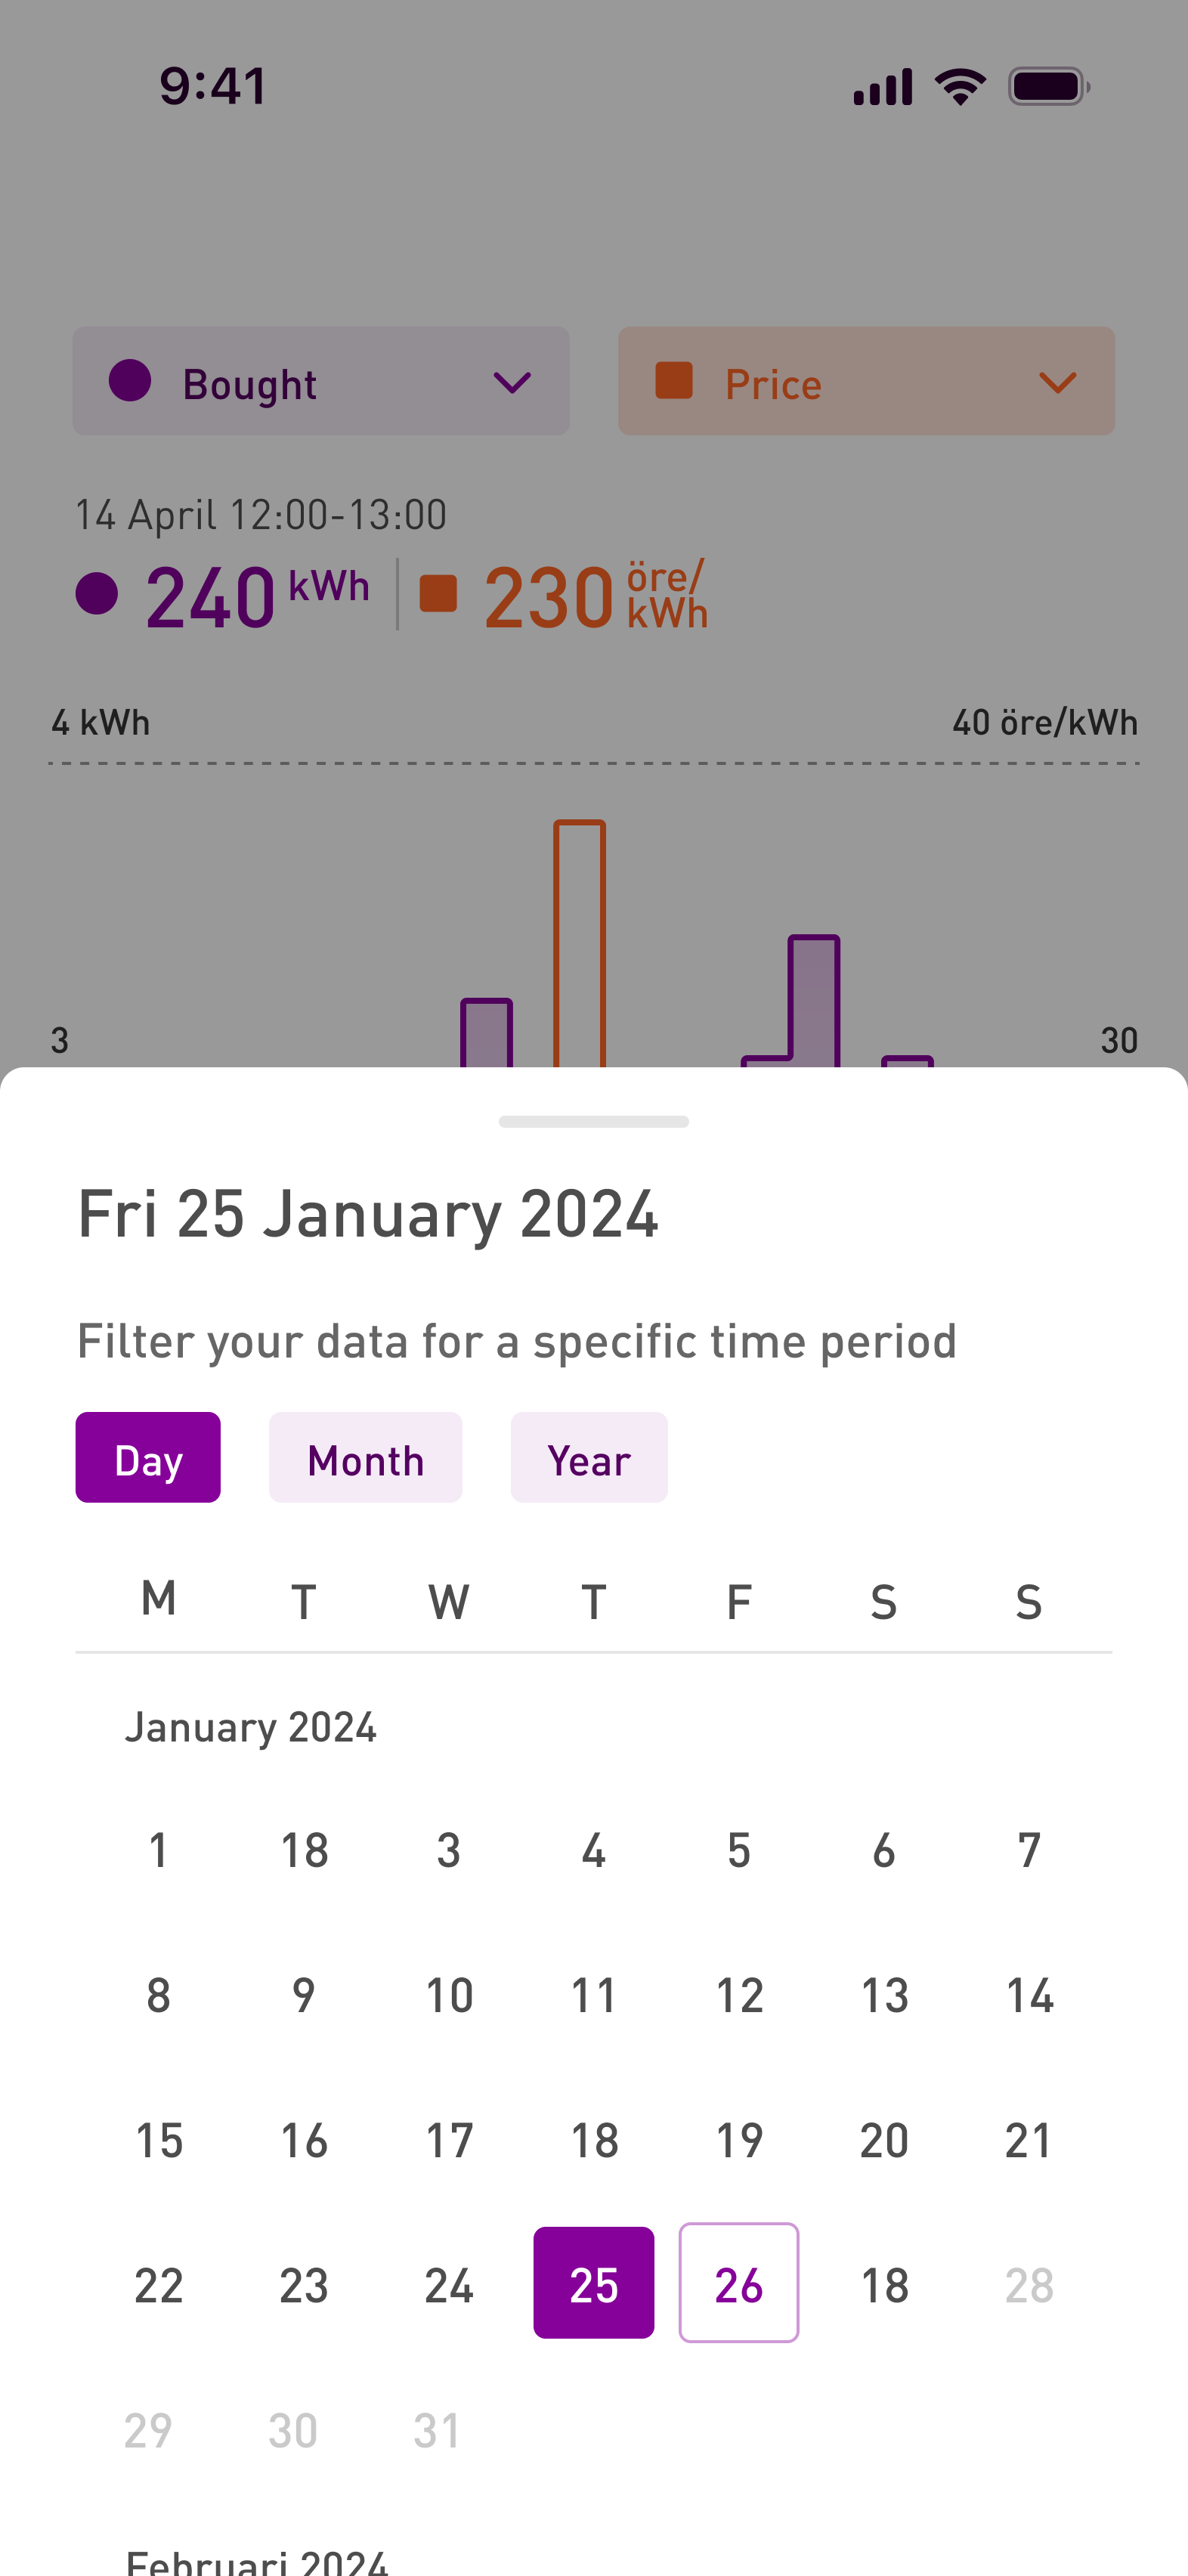 9:41
Bought Price
14 April 12:00-13:00
240 kWh 230 öre/
kWh
4 kWh 40 öre/kWh
3 30
Fri 25 January 2024
Filter your data for a specific time period
Day Month Year
M T W T F S S
January 2024
1 18 3 4 5 6 7
8 9 10 11 12 13 14
15 16 17 18 19 20 21
22 23 24 25 26 18 28
29 30 31
Februari 2024